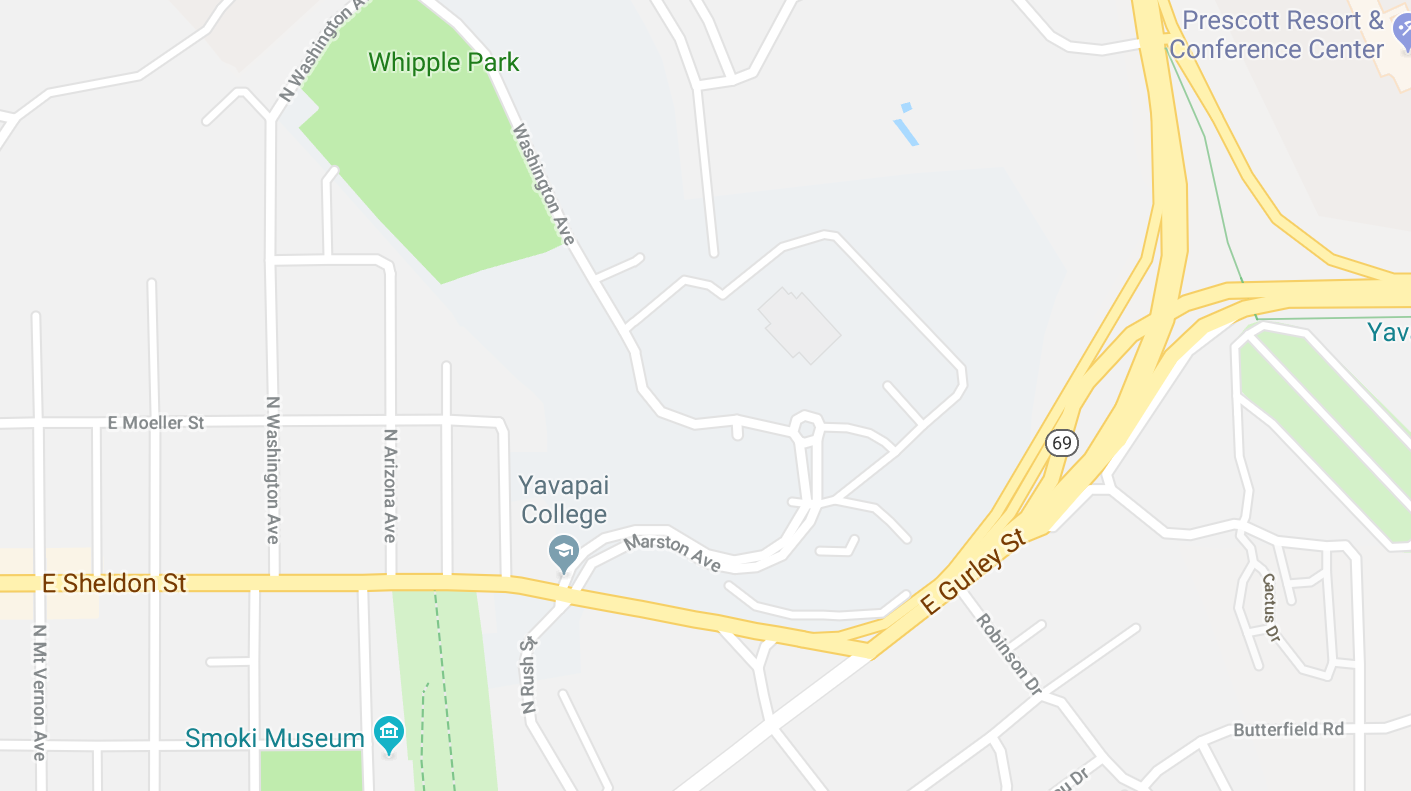 Prescott Resort &
Conference Center
N Washington A
Whipple Park
Washington Ave
Yav
E Moeller St
N Washington Ave
N Arizona Ave
69
Yavapai
College
Marston Ave
E Sheldon St
E Gurley St
Cactus Dr
Robinson Dr
N Mt Vernon Ave
N Rush St
Smoki Museum
Butterfield Rd
u Dr